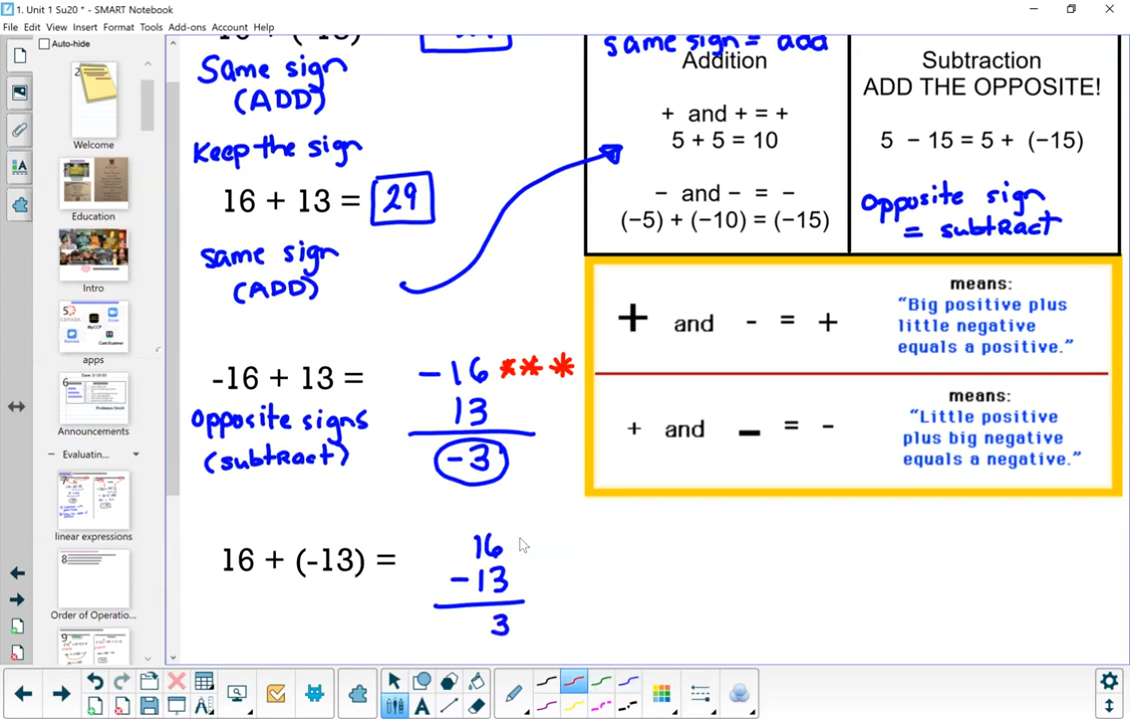 1. Unit 1 Su20 * - SMART Notebook
File Edit View Insert Format Tools Add-ons Account Help
Auto-hide
Welcome
Education
Intro
apps
Announcements
Evaluatin...
linear expressions
Order of Operatio...
Same sign
(ADD)
Keep the sign
16 + 13 = 29
same sign
(ADD)
-16 + 13 =
opposite signs
(subtract)
-16 ***
13
-3
16 + (-13) =
16
-13
3
same sign = add
Addition
+ and + = +
5 + 5 = 10
- and - = -
(-5) + (-10) = (-15)
Subtraction
ADD THE OPPOSITE!
5 - 15 = 5 + (-15)
opposite sign
= subtract
+ and - = +
means:
"Big positive plus
little negative
equals a positive."
+ and - = -
means:
"Little positive
plus big negative
equals a negative."